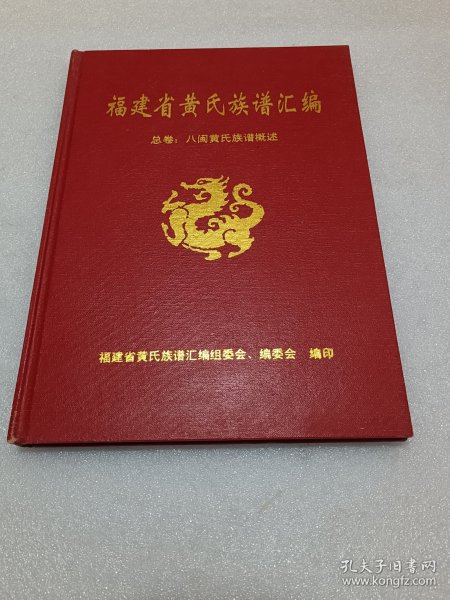 福建省黄氏族谱汇编
总卷：八闽黄氏族谱概述
福建省黄氏族谱汇编组委会、编委会 编印
孔夫子旧书网
www.kongfz.com